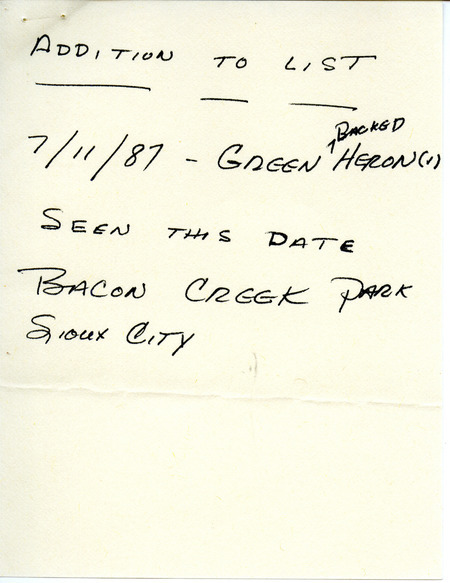 ADDITION TO LIST
7/11/87 - GREEN BACKED HERON (1)
SEEN THIS DATE
BACON CREEK PARK
SIOUX CITY